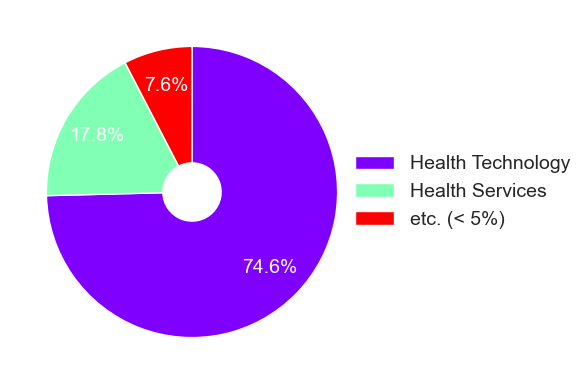 7.6%
17.8%
74.6%
Health Technology
Health Services
etc. (< 5%)